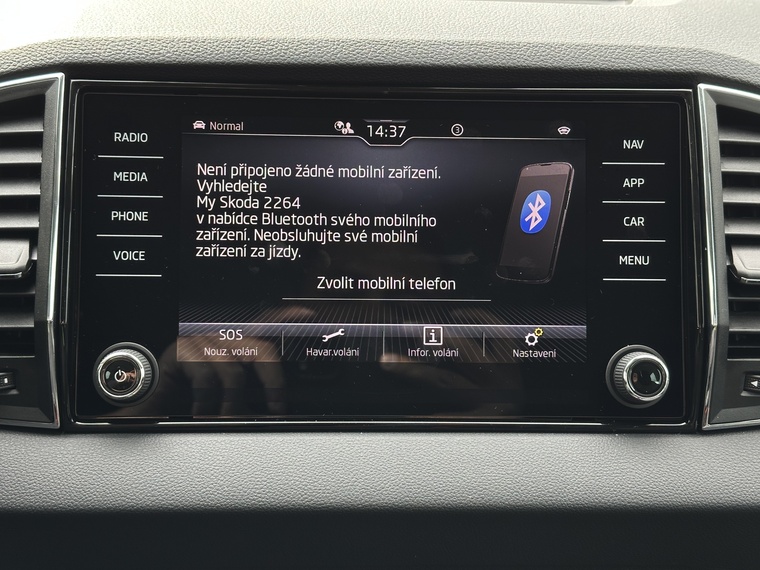 Normal
14:37
3
RADIO
MEDIA
PHONE
VOICE
Není připojeno žádné mobilní zařízení.
Vyhledejte
My Skoda 2264
v nabídce Bluetooth svého mobilního
zařízení. Neobsluhujte své mobilní
zařízení za jízdy.
Zvolit mobilní telefon
NAV
APP
CAR
MENU
SOS
Nouz. volání
Havar.volání
Infor. volání
Nastavení